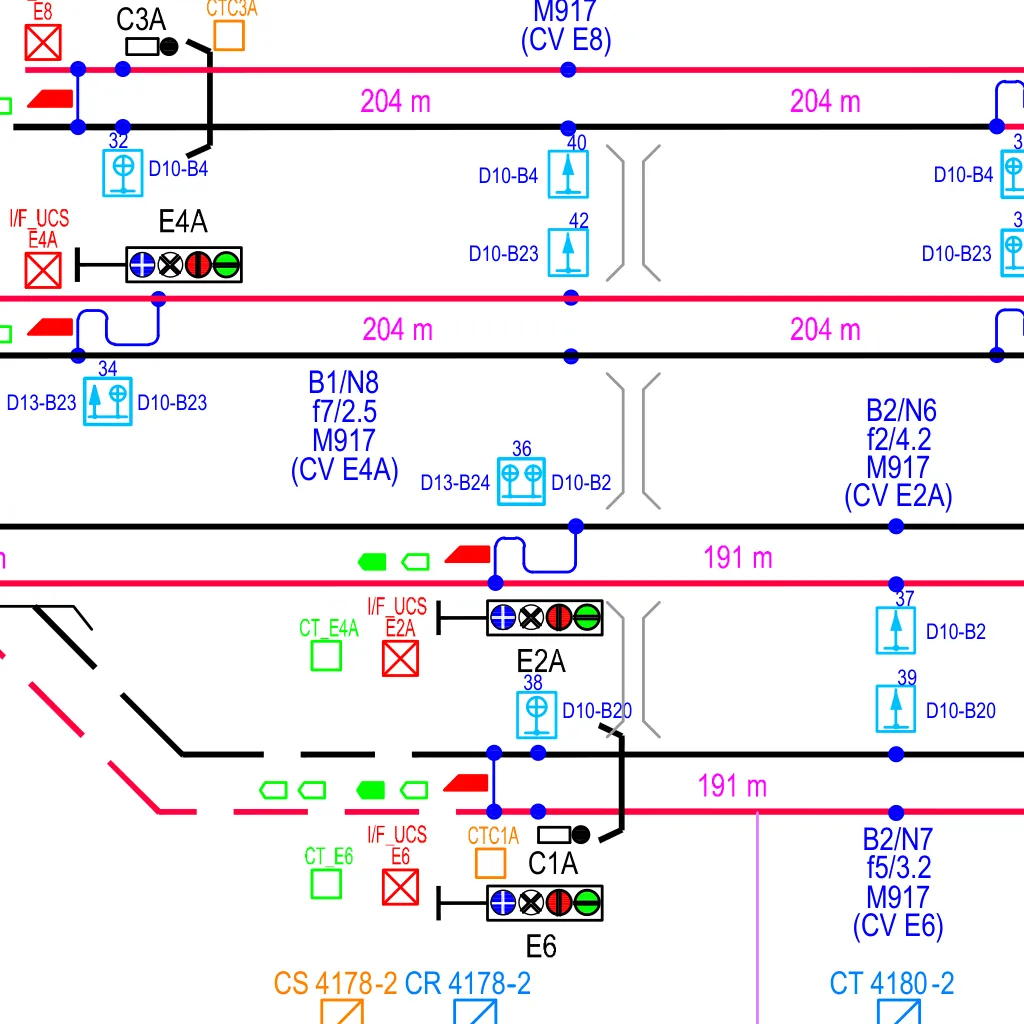 E8
C3A
CTC3A
M917
(CV E8)
204 m
204 m
32
D10-B4
40
D10-B4
3
D10-B4
I/F_UCS
E4A
E4A
42
D10-B23
3
D10-B23
204 m
204 m
34
D13-B23
D10-B23
B1/N8
f7/2.5
M917
(CV E4A)
36
D13-B24
D10-B2
B2/N6
f2/4.2
M917
(CV E2A)
191 m
CT_E4A
I/F_UCS
E2A
E2A
37
D10-B2
38
D10-B20
39
D10-B20
191 m
CT_E6
I/F_UCS
E6
CTC1A
C1A
E6
B2/N7
f5/3.2
M917
(CV E6)
CS 4178-2
CR 4178-2
CT 4180-2